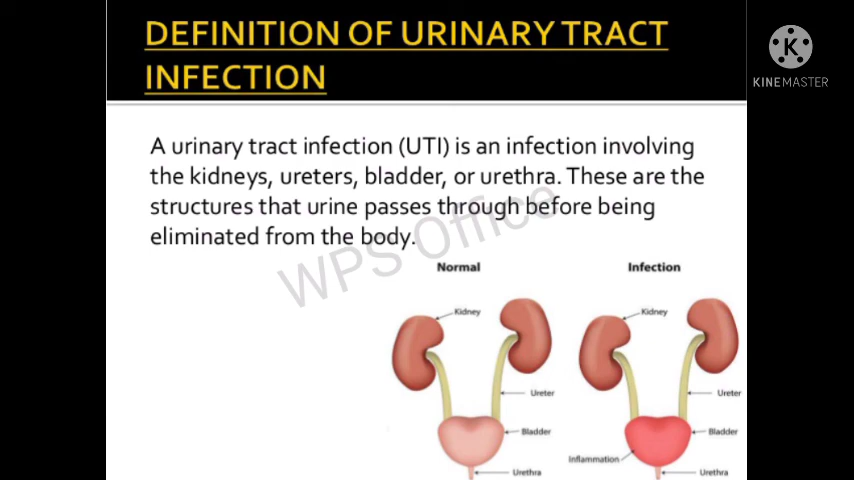 DEFINITION OF URINARY TRACT
INFECTION
K
KINEMASTER
A urinary tract infection (UTI) is an infection involving
the kidneys, ureters, bladder, or urethra. These are the
structures that urine passes through before being
eliminated from the body.
WPS Office
Normal
Kidney
Ureter
Bladder
Urethra
Infection
Kidney
Ureter
Bladder
Inflammation
Urethra